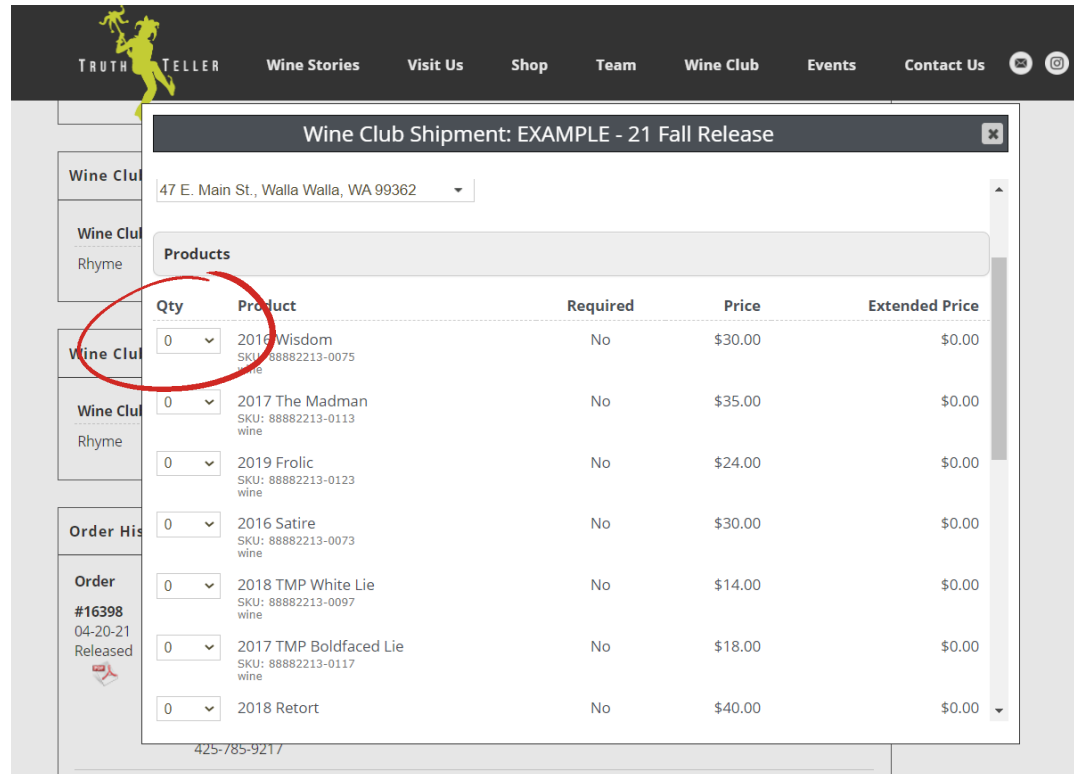 TRUTH TELLER Wine Stories Visit Us Shop Team Wine Club Events Contact Us
Wine Club Shipment: EXAMPLE - 21 Fall Release
47 E. Main St., Walla Walla, WA 99362
Products
Qty Product Required Price Extended Price
0 2016 Wisdom No $30.00 $0.00
SKU: 88882213-0075
wine
0 2017 The Madman No $35.00 $0.00
SKU: 88882213-0113
wine
0 2019 Frolic No $24.00 $0.00
SKU: 88882213-0123
wine
0 2016 Satire No $30.00 $0.00
SKU: 88882213-0073
wine
0 2018 TMP White Lie No $14.00 $0.00
SKU: 88882213-0097
wine
0 2017 TMP Boldfaced Lie No $18.00 $0.00
SKU: 88882213-0117
wine
0 2018 Retort No $40.00 $0.00
Wine Clu
Wine Clu
Rhyme
Wine Clu
Wine Clu
Rhyme
Order His
Order
#16398
04-20-21
Released
425-785-9217